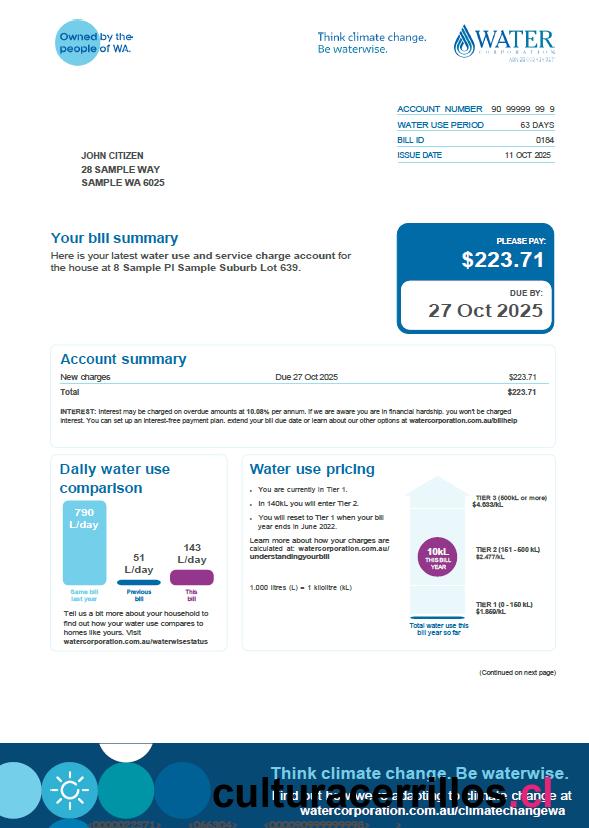 Owned by the
people of WA.
Think climate change.
Be waterwise.
WATER
CORPORATION
ACCOUNT NUMBER 90 99999 99 9
WATER USE PERIOD 63 DAYS
BILL ID 0184
ISSUE DATE 11 OCT 2025
JOHN CITIZEN
28 SAMPLE WAY
SAMPLE WA 6025
Your bill summary
Here is your latest water use and service charge account for
the house at 8 Sample Pl Sample Suburb Lot 639.
PLEASE PAY:
$223.71
DUE BY:
27 Oct 2025
Account summary
New charges Due 27 Oct 2025 $223.71
Total $223.71
INTEREST: Interest may be charged on overdue amounts at 10.08% per annum. If we are aware you are in financial hardship, you won't be charged
interest. You can set up an interest-free payment plan, extend your bill due date or learn about our other options at watercorporation.com.au/billhelp
Daily water use
comparison
790
L/day
51
L/day
143
L/day
Same bill
last year
Previous
bill
This
bill
Tell us a bit more about your household to
find out how your water use compares to
homes like yours. Visit
watercorporation.com.au/waterwisestatus
Water use pricing
• You are currently in Tier 1.
• In 140kL you will enter Tier 2.
• You will reset to Tier 1 when your bill
year ends in June 2022.
Learn more about how your charges are
calculated at: watercorporation.com.au/
understandingyourbill
1.000 litres (L) = 1 kilolitre (kL)
TIER 3 (500kL or more)
$4.633/kL
10kL
THIS BILL
YEAR
TIER 2 (151 - 500 kL)
$2.477/kL
TIER 1 (0 - 150 kL)
$1.859/kL
Total water use this
bill year so far
(Continued on next page)
Think climate change. Be waterwise.
Find out how we're adapting to climate change at
culturacerrillos.cl
watercorporation.com.au/climatechangewa